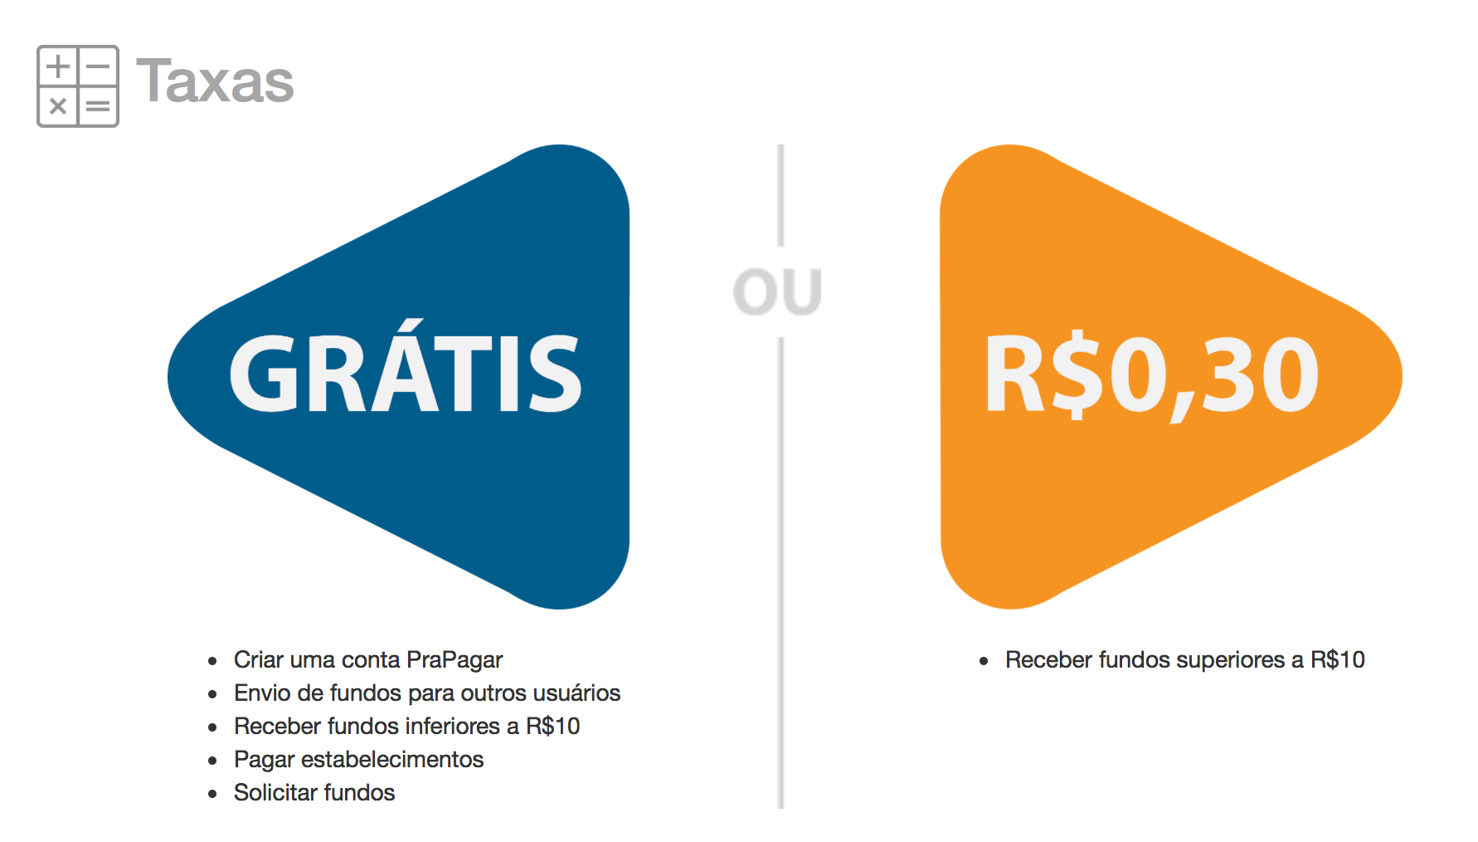 Taxas
GRÁTIS
OU
R$0,30
Criar uma conta PraPagar
Envio de fundos para outros usuários
Receber fundos inferiores a R$10
Pagar estabelecimentos
Solicitar fundos
Receber fundos superiores a R$10